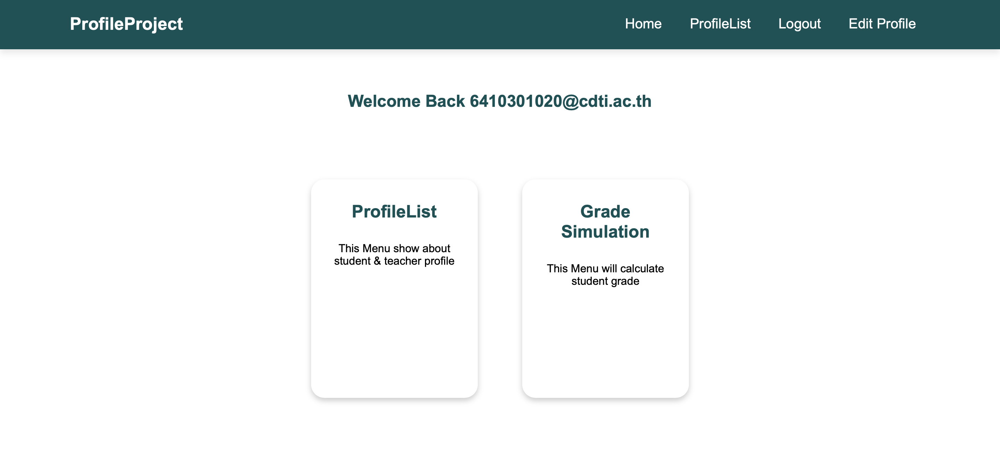 ProfileProject
Home ProfileList Logout Edit Profile
Welcome Back 6410301020@cdti.ac.th
ProfileList
This Menu show about
student & teacher profile
Grade
Simulation
This Menu will calculate
student grade